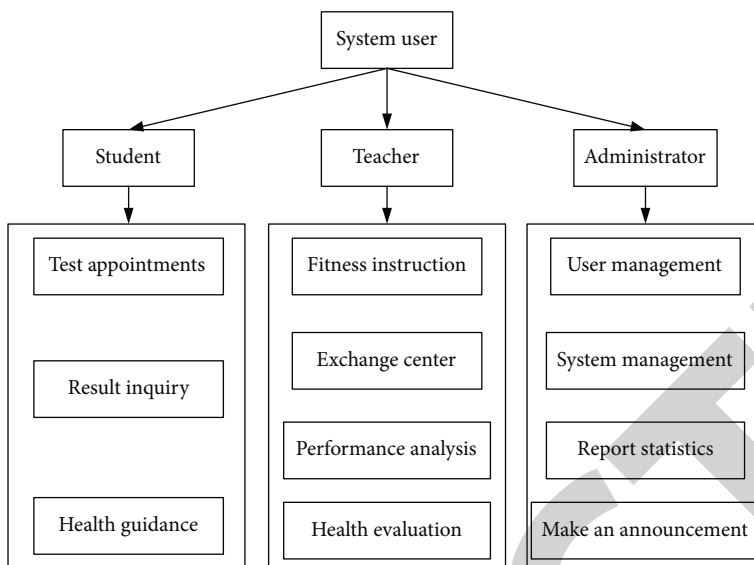 System user
Student
Teacher
Administrator
Test appointments
Result inquiry
Health guidance
Fitness instruction
Exchange center
Performance analysis
Health evaluation
User management
System management
Report statistics
Make an announcement